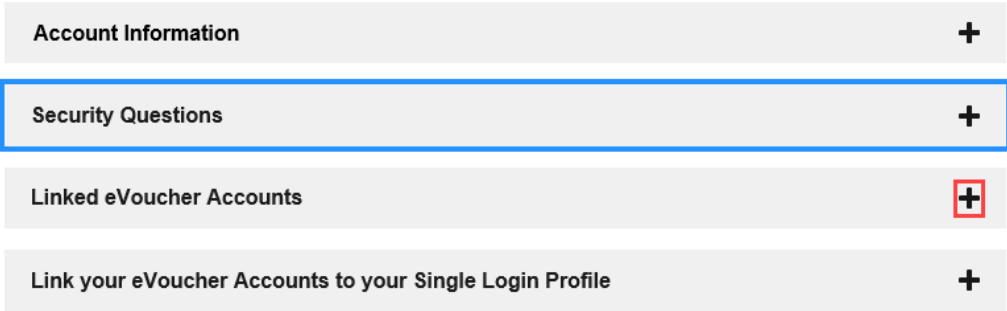 Account Information
Security Questions
Linked eVoucher Accounts
Link your eVoucher Accounts to your Single Login Profile